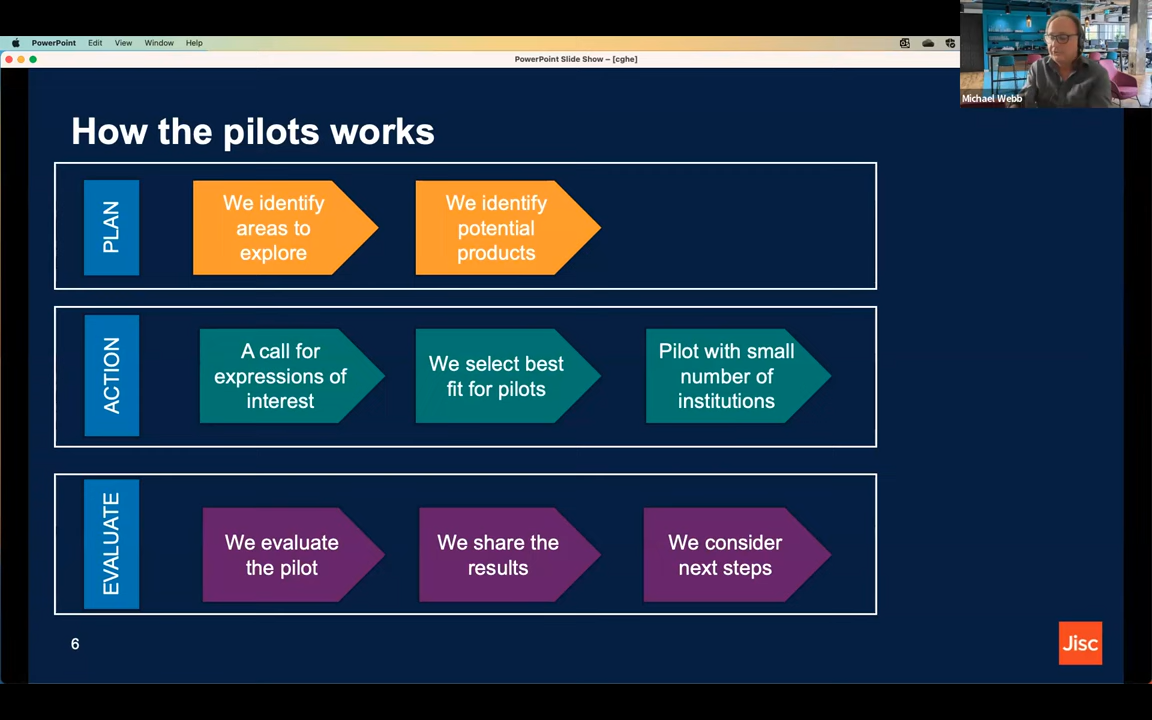 PowerPoint Edit View Window Help
PowerPoint Slide Show – [cghe]
Michael Webb
How the pilots works
PLAN
We identify
areas to
explore
We identify
potential
products
ACTION
A call for
expressions of
interest
We select best
fit for pilots
Pilot with small
number of
institutions
EVALUATE
We evaluate
the pilot
We share the
results
We consider
next steps
6
Jisc